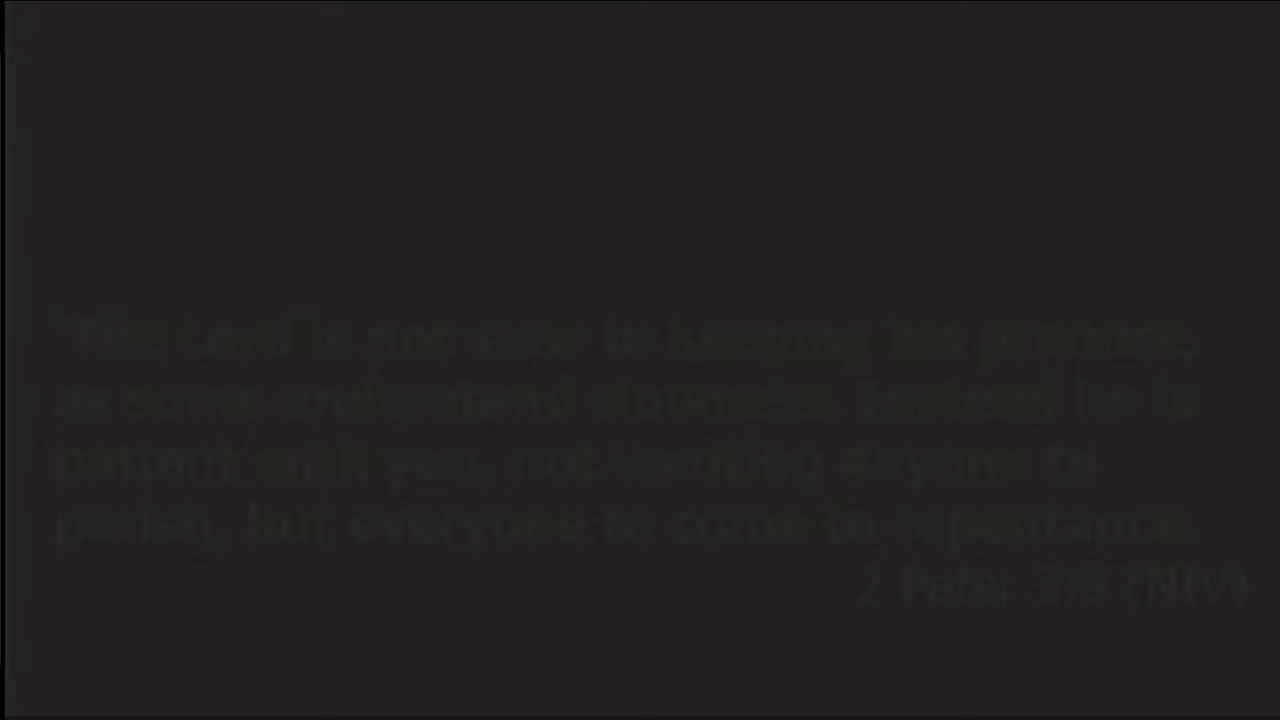 "The Lord is not slow in keeping his promise,
as some understand slowness. Instead he is
patient with you, not wanting anyone to
perish, but everyone to come to repentance.
2 Peter 3:9 (NIV)